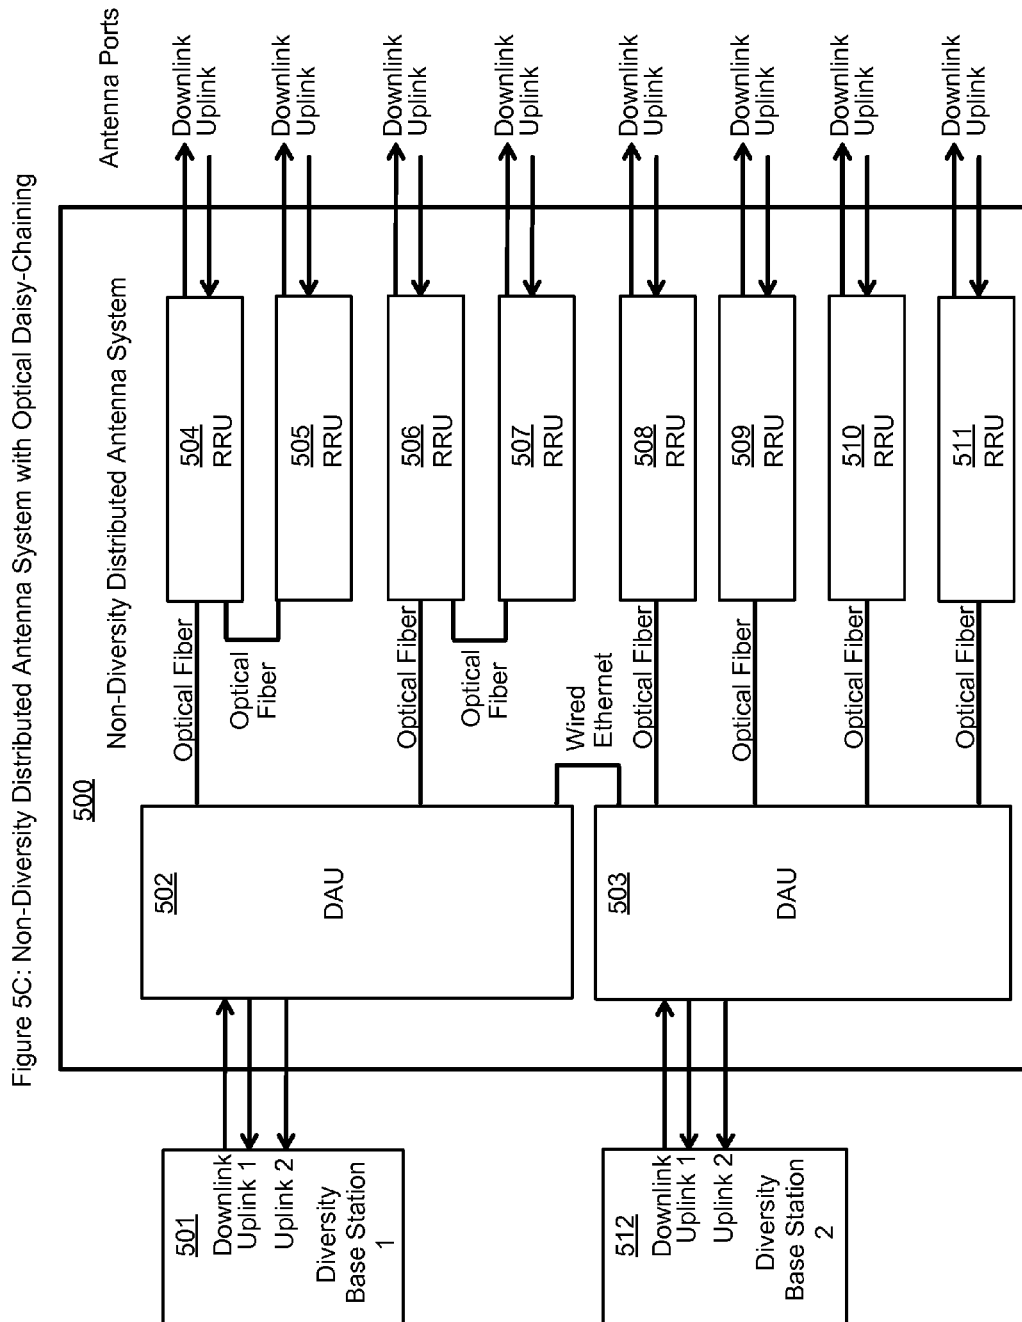 Figure 5C: Non-Diversity Distributed Antenna System with Optical Daisy-Chaining
Antenna Ports
500
Non-Diversity Distributed Antenna System
501
Downlink
Uplink 1
Uplink 2
Diversity
Base Station
1
502
DAU
Optical Fiber
504
RRU
Downlink
Uplink
Optical
Fiber
505
RRU
Downlink
Uplink
Optical Fiber
506
RRU
Downlink
Uplink
Optical
Fiber
507
RRU
Downlink
Uplink
Wired
Ethernet
512
Downlink
Uplink 1
Uplink 2
Diversity
Base Station
2
503
DAU
Optical Fiber
508
RRU
Downlink
Uplink
Optical Fiber
509
RRU
Downlink
Uplink
Optical Fiber
510
RRU
Downlink
Uplink
Optical Fiber
511
RRU
Downlink
Uplink